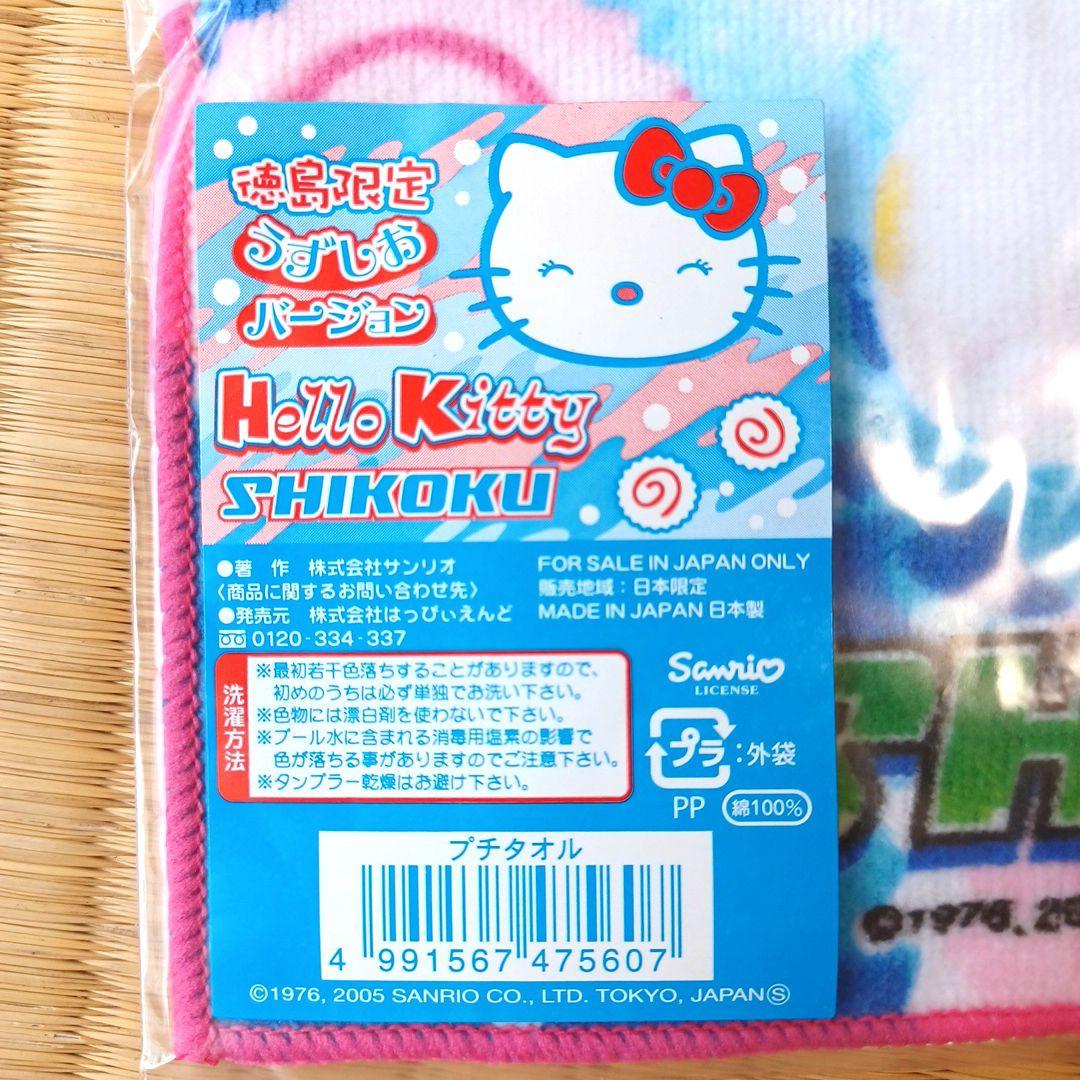 徳島限定
うずしお
バージョン
Hello Kitty
SHIKOKU
●著 作 株式会社サンリオ
〈商品に関するお問い合わせ先〉
●発売元 株式会社はっぴぃえんど
0120-334-337
FOR SALE IN JAPAN ONLY
販売地域：日本限定
MADE IN JAPAN 日本製
洗濯方法
※最初若干色落ちすることがありますので、
初めのうちは必ず単独でお洗い下さい。
※色物には漂白剤を使わないで下さい。
※プール水に含まれる消毒用塩素の影響で
色が落ちる事がありますのでご注意下さい。
※タンブラー乾燥はお避け下さい。
Sanrio
LICENSE
プラ：外袋
PP 綿100%
プチタオル
4 991567 475607
©1976, 2005 SANRIO CO., LTD. TOKYO, JAPAN Ⓢ
SH
©1976, 20